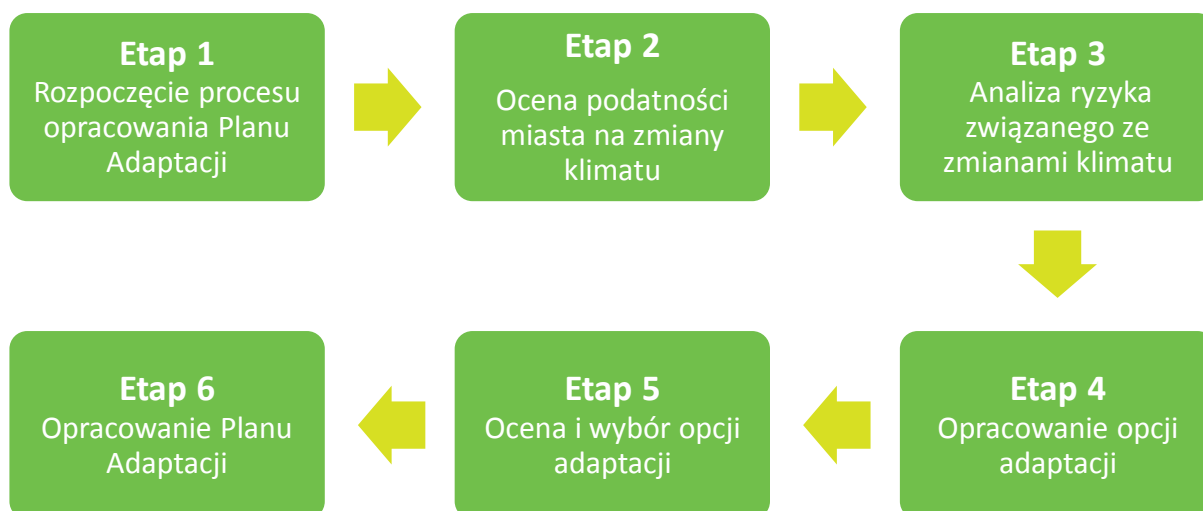 Etap 1
Rozpoczęcie procesu
opracowania Planu
Adaptacji
Etap 2
Ocena podatności
miasta na zmiany
klimatu
Etap 3
Analiza ryzyka
związanego ze
zmianami klimatu
Etap 4
Opracowanie opcji
adaptacji
Etap 5
Ocena i wybór opcji
adaptacji
Etap 6
Opracowanie Planu
Adaptacji